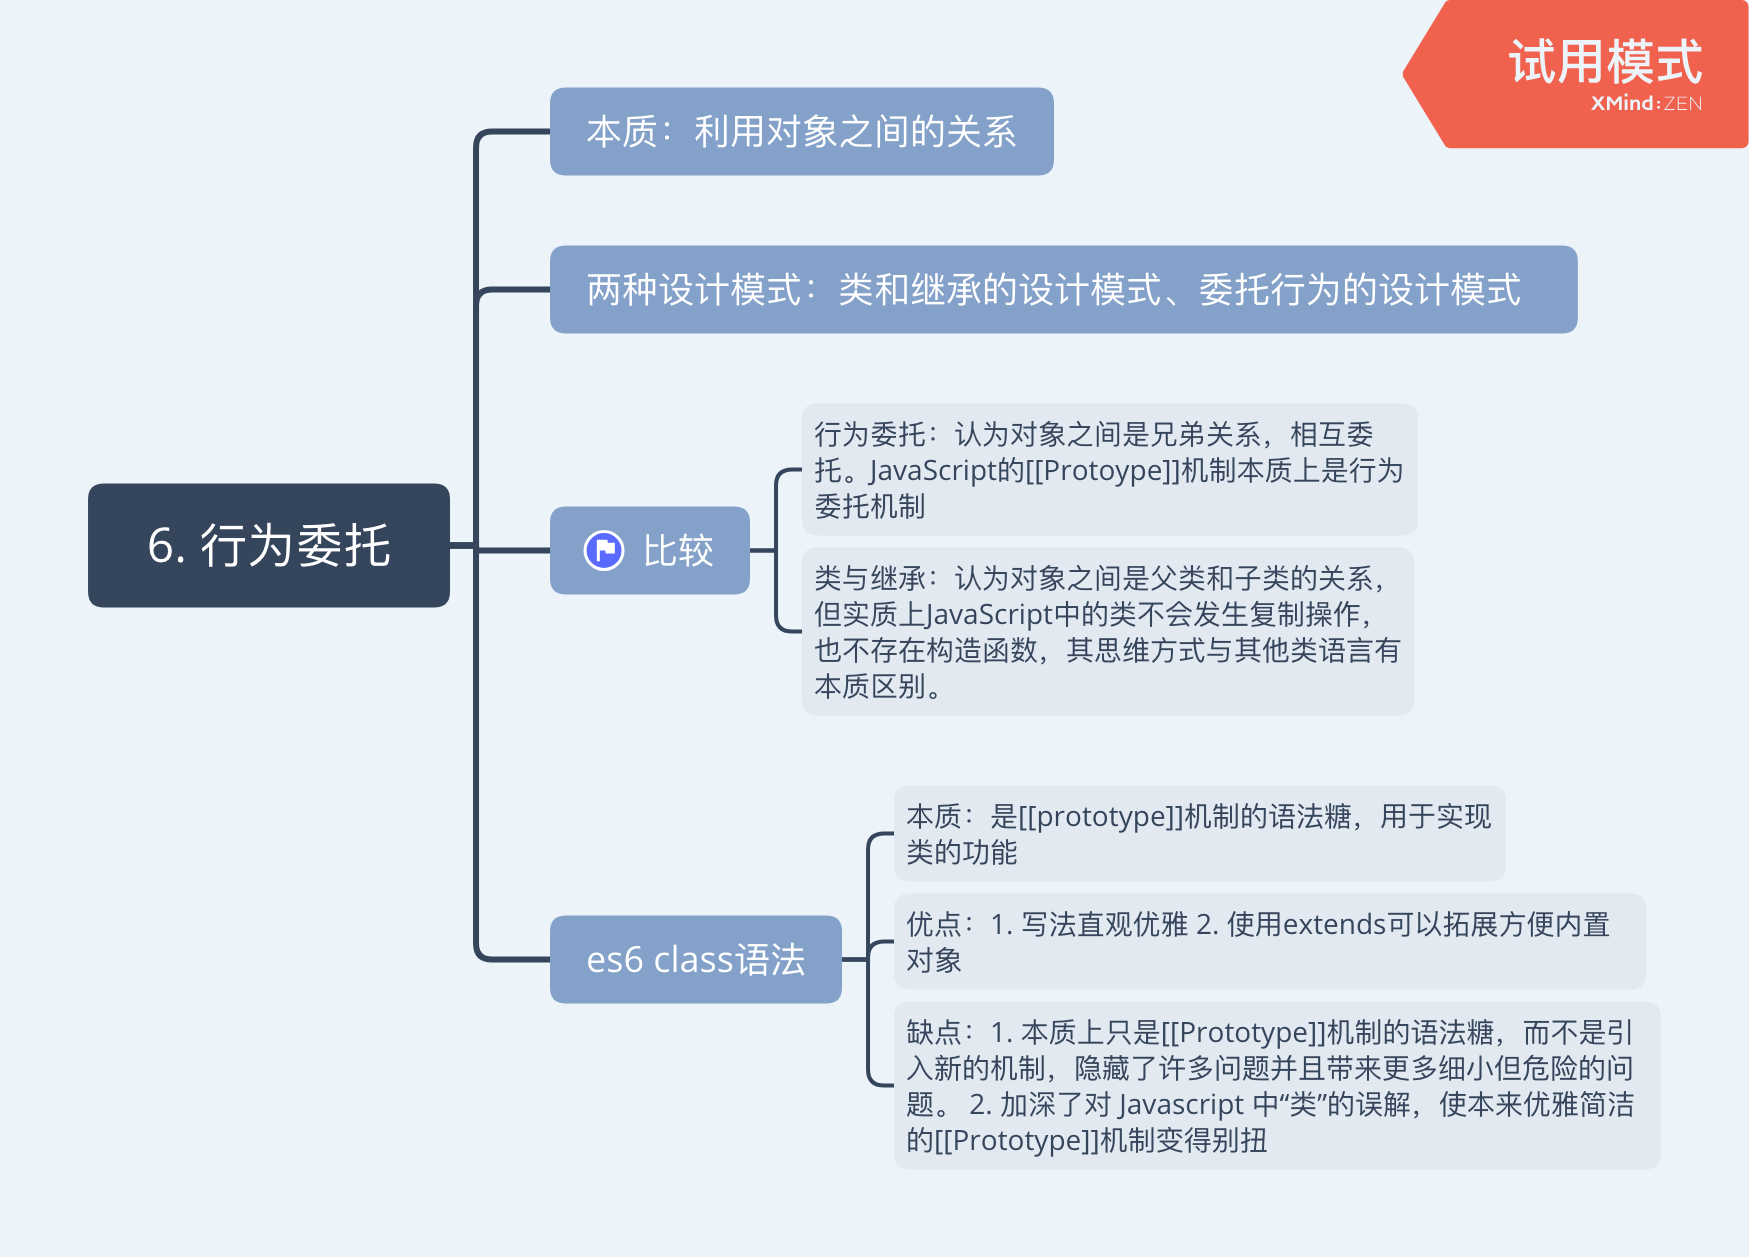 试用模式
XMind:ZEN
本质：利用对象之间的关系
两种设计模式：类和继承的设计模式、委托行为的设计模式
6. 行为委托
比较
行为委托：认为对象之间是兄弟关系，相互委
托。JavaScript的[[Protoype]]机制本质上是行为
委托机制
类与继承：认为对象之间是父类和子类的关系，
但实质上JavaScript中的类不会发生复制操作，
也不存在构造函数，其思维方式与其他类语言有
本质区别。
es6 class语法
本质：是[[prototype]]机制的语法糖，用于实现
类的功能
优点：1. 写法直观优雅 2. 使用extends可以拓展方便内置
对象
缺点：1. 本质上只是[[Prototype]]机制的语法糖，而不是引
入新的机制，隐藏了许多问题并且带来更多细小但危险的问
题。 2. 加深了对 Javascript 中“类”的误解，使本来优雅简洁
的[[Prototype]]机制变得别扭